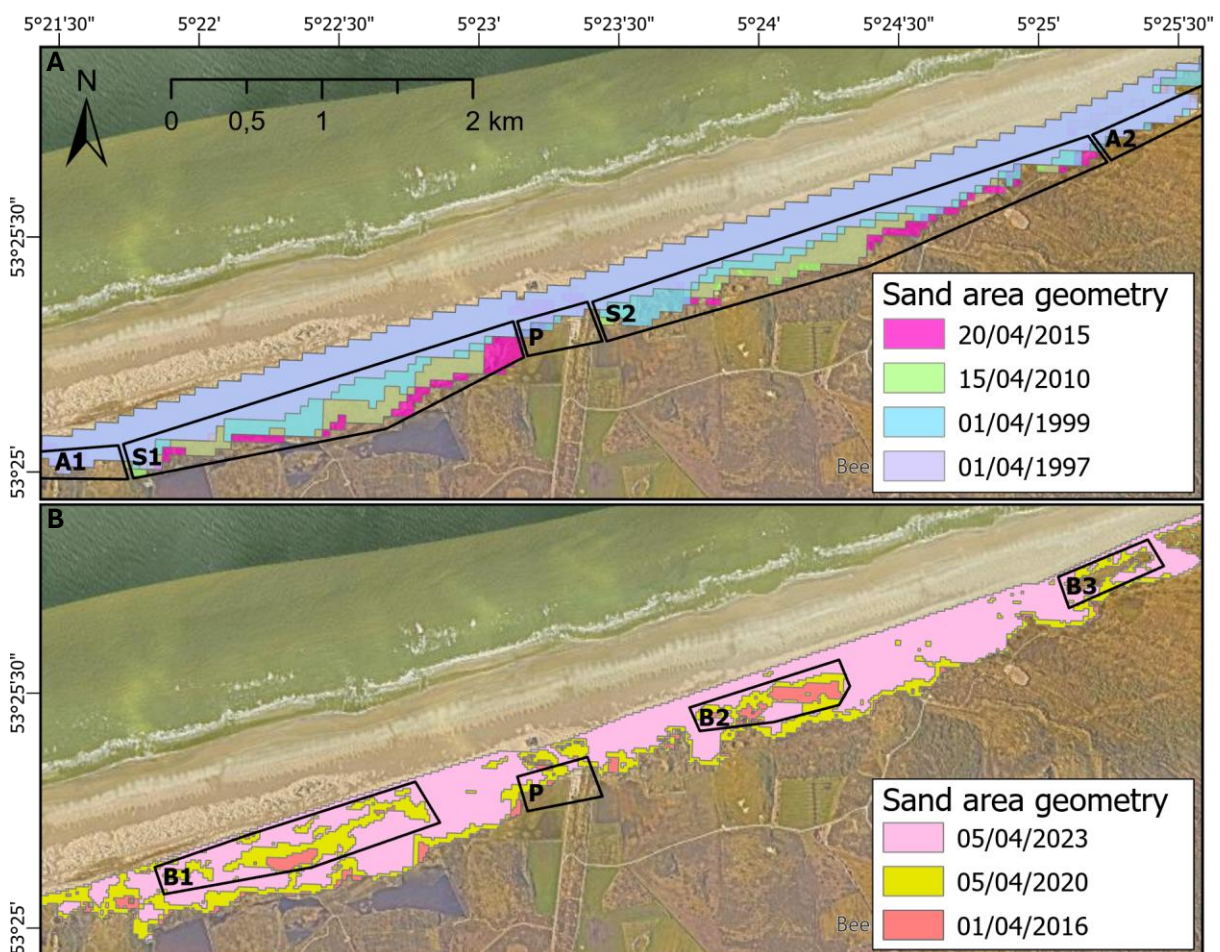 5°21'30" 5°22' 5°22'30" 5°23' 5°23'30" 5°24' 5°24'30" 5°25' 5°25'30"
A
N
0 0,5 1 2 km
A2
53°25'30"
S2
P
S1
A1
53°25'
Bee
Sand area geometry
20/04/2015
15/04/2010
01/04/1999
01/04/1997
B
B3
53°25'30"
B2
P
B1
53°25'
Bee
Sand area geometry
05/04/2023
05/04/2020
01/04/2016